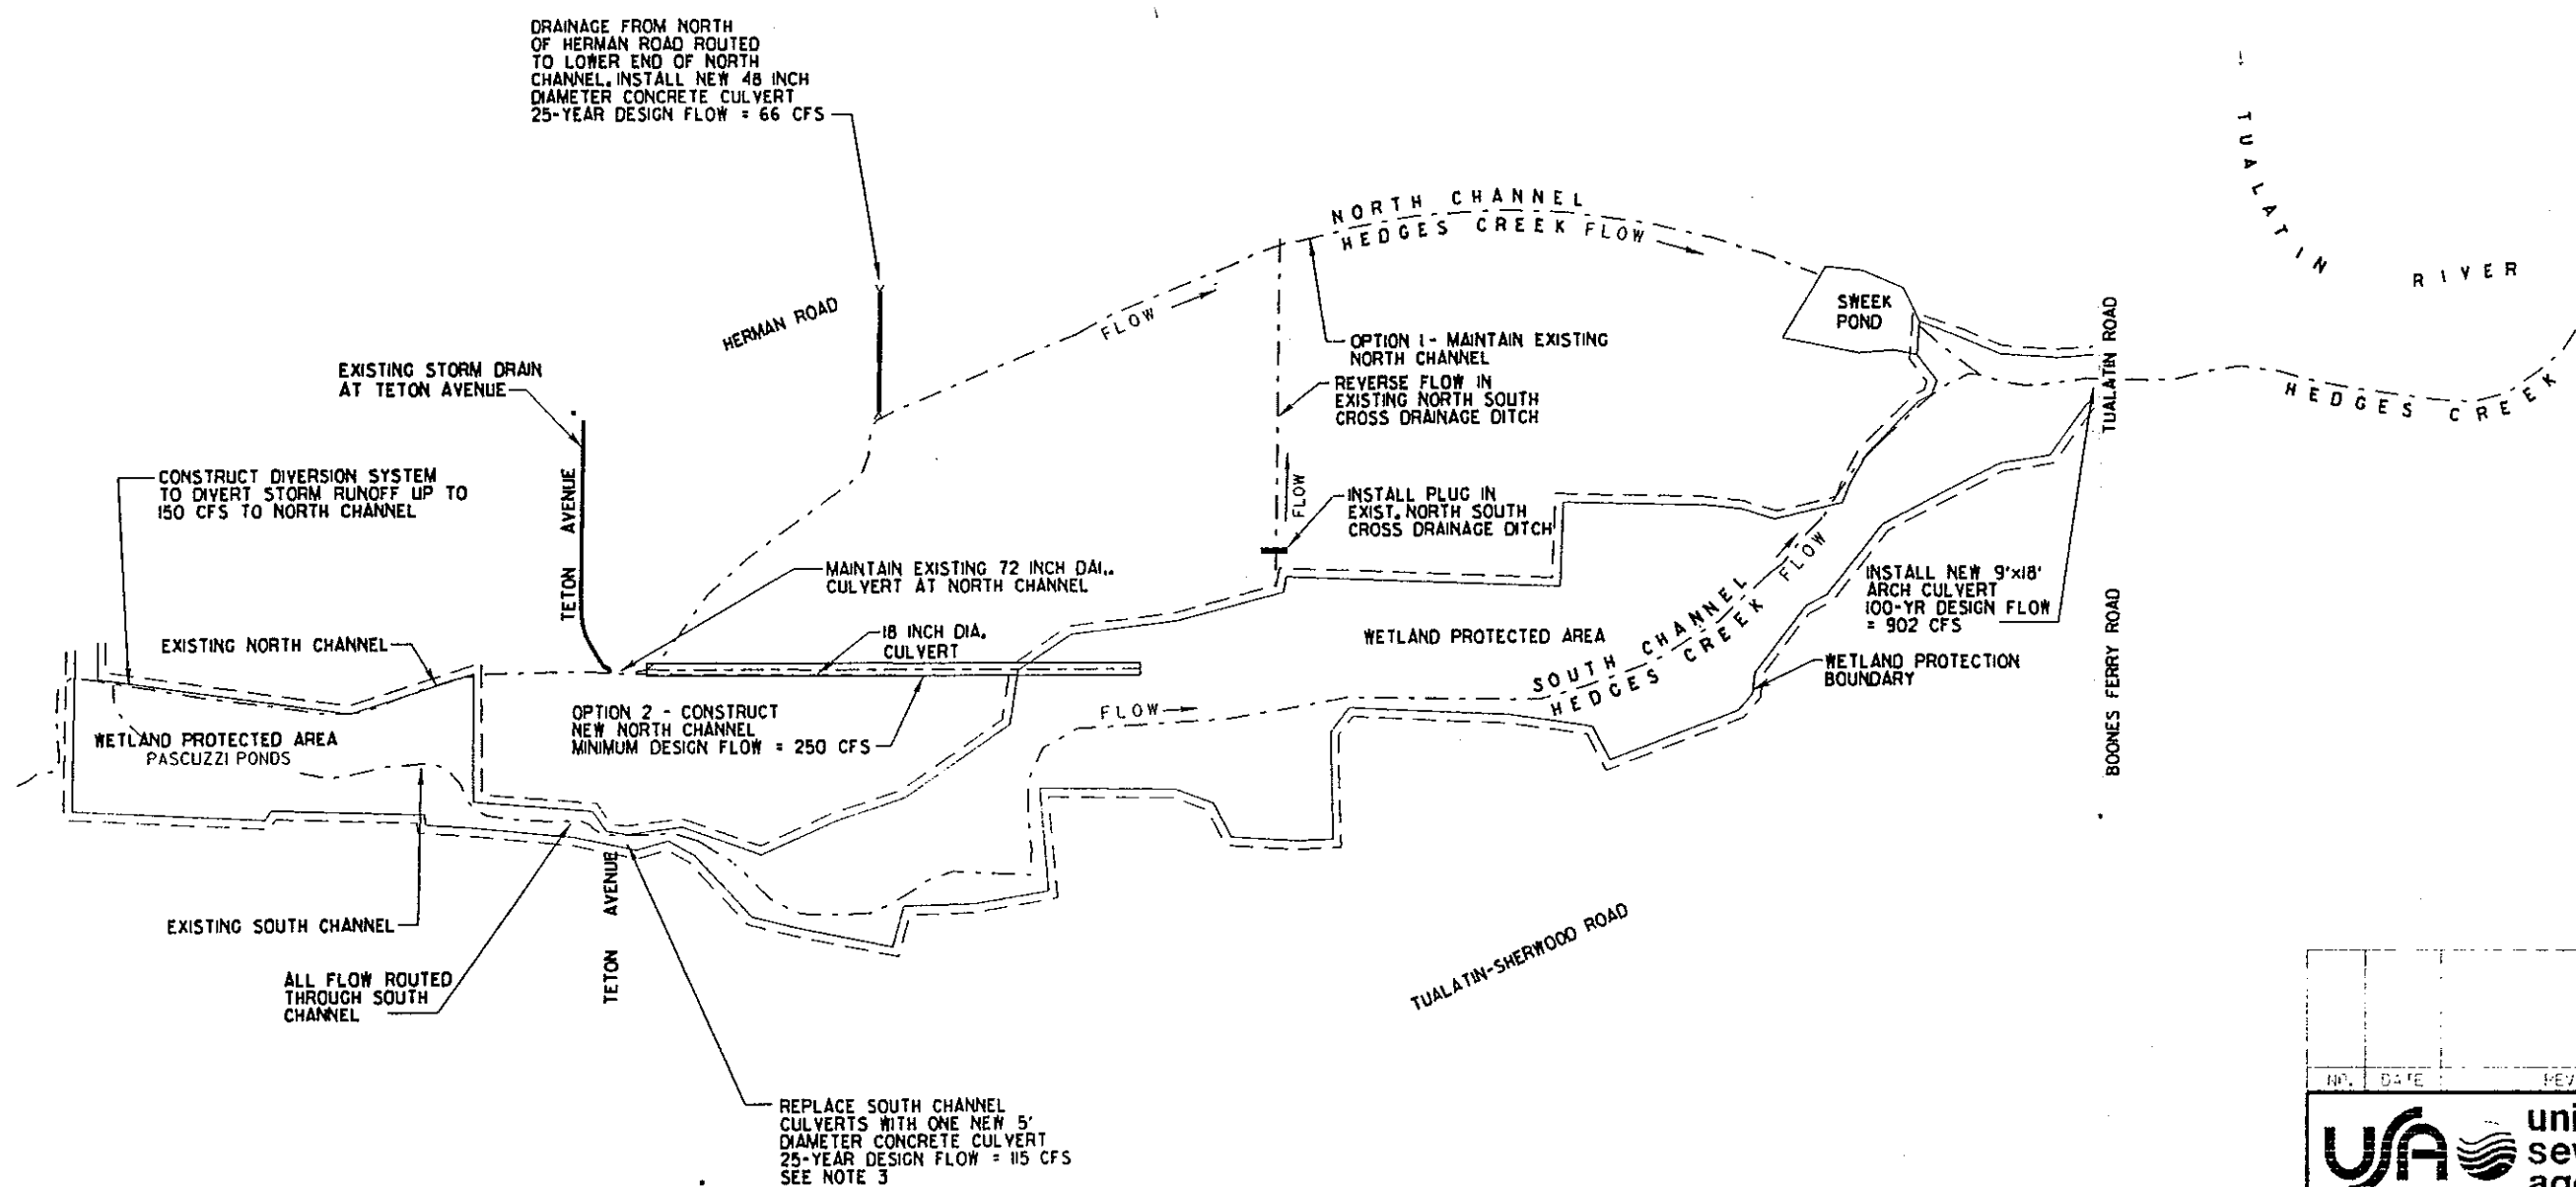 DRAINAGE FROM NORTH
OF HERMAN ROAD ROUTED
TO LOWER END OF NORTH
CHANNEL. INSTALL NEW 48 INCH
DIAMETER CONCRETE CULVERT
25-YEAR DESIGN FLOW = 66 CFS
TUALATIN RIVER
NORTH CHANNEL
HEDGES CREEK FLOW
HERMAN ROAD
FLOW
SWEEK
POND
TUALATIN ROAD
HEDGES CREEK
OPTION 1- MAINTAIN EXISTING
NORTH CHANNEL
EXISTING STORM DRAIN
AT TETON AVENUE
REVERSE FLOW IN
EXISTING NORTH SOUTH
CROSS DRAINAGE DITCH
CONSTRUCT DIVERSION SYSTEM
TO DIVERT STORM RUNOFF UP TO
150 CFS TO NORTH CHANNEL
TETON AVENUE
FLOW
INSTALL PLUG IN
EXIST. NORTH SOUTH
CROSS DRAINAGE DITCH
MAINTAIN EXISTING 72 INCH DAI..
CULVERT AT NORTH CHANNEL
INSTALL NEW 9'x18'
ARCH CULVERT
100-YR DESIGN FLOW
= 902 CFS
EXISTING NORTH CHANNEL
18 INCH DIA.
CULVERT
WETLAND PROTECTED AREA
SOUTH CHANNEL
HEDGES CREEK FLOW
WETLAND PROTECTION
BOUNDARY
BOONES FERRY ROAD
FLOW
OPTION 2 - CONSTRUCT
NEW NORTH CHANNEL
MINIMUM DESIGN FLOW = 250 CFS
WETLAND PROTECTED AREA
PASCUZZI PONDS
EXISTING SOUTH CHANNEL
TETON AVENUE
ALL FLOW ROUTED
THROUGH SOUTH
CHANNEL
TUALATIN-SHERWOOD ROAD
REPLACE SOUTH CHANNEL
CULVERTS WITH ONE NEW 5'
DIAMETER CONCRETE CULVERT
25-YEAR DESIGN FLOW = 115 CFS
SEE NOTE 3
NO. DATE REV
USA
uni
sew
age